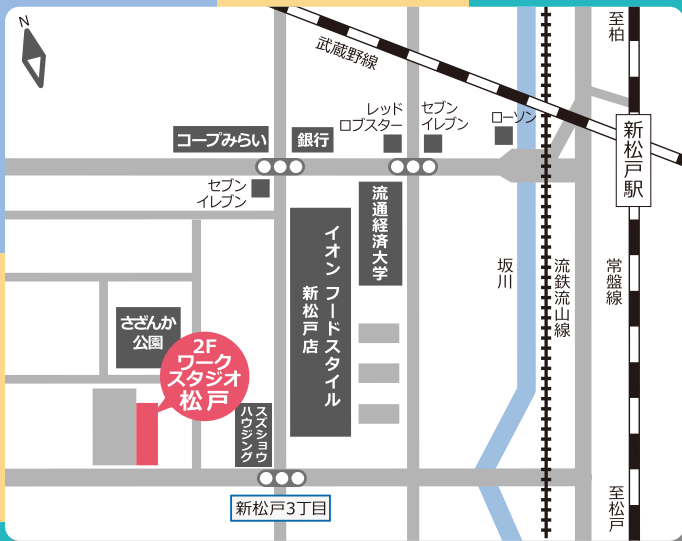 N
武蔵野線
至柏
レッド
ロブスター
セブン
イレブン
ローソン
コープみらい
銀行
新松戸駅
セブン
イレブン
流通経済大学
イオン フードスタイル
新松戸店
坂川
流鉄流山線
常盤線
さざんか
公園
2F
ワーク
スタジオ
松戸
スズショウ
ハウジング
新松戸3丁目
至松戸